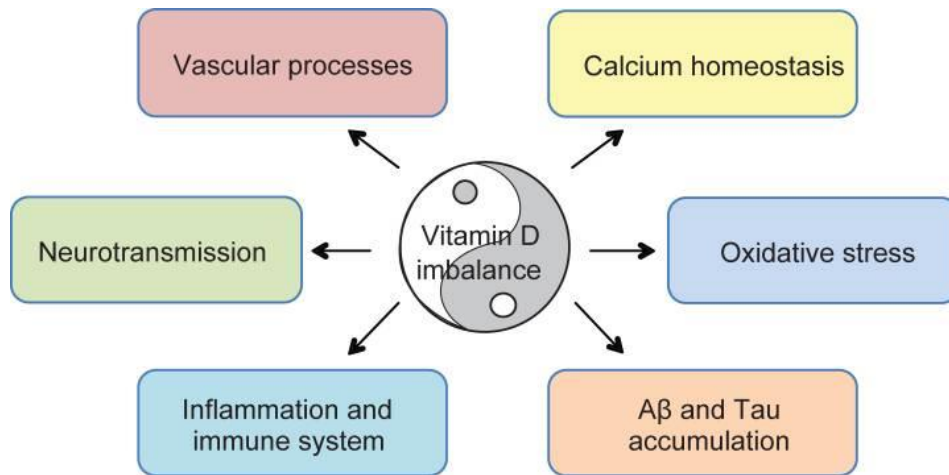 Vascular processes
Calcium homeostasis
Neurotransmission
Vitamin D
imbalance
Oxidative stress
Inflammation and
immune system
Aβ and Tau
accumulation